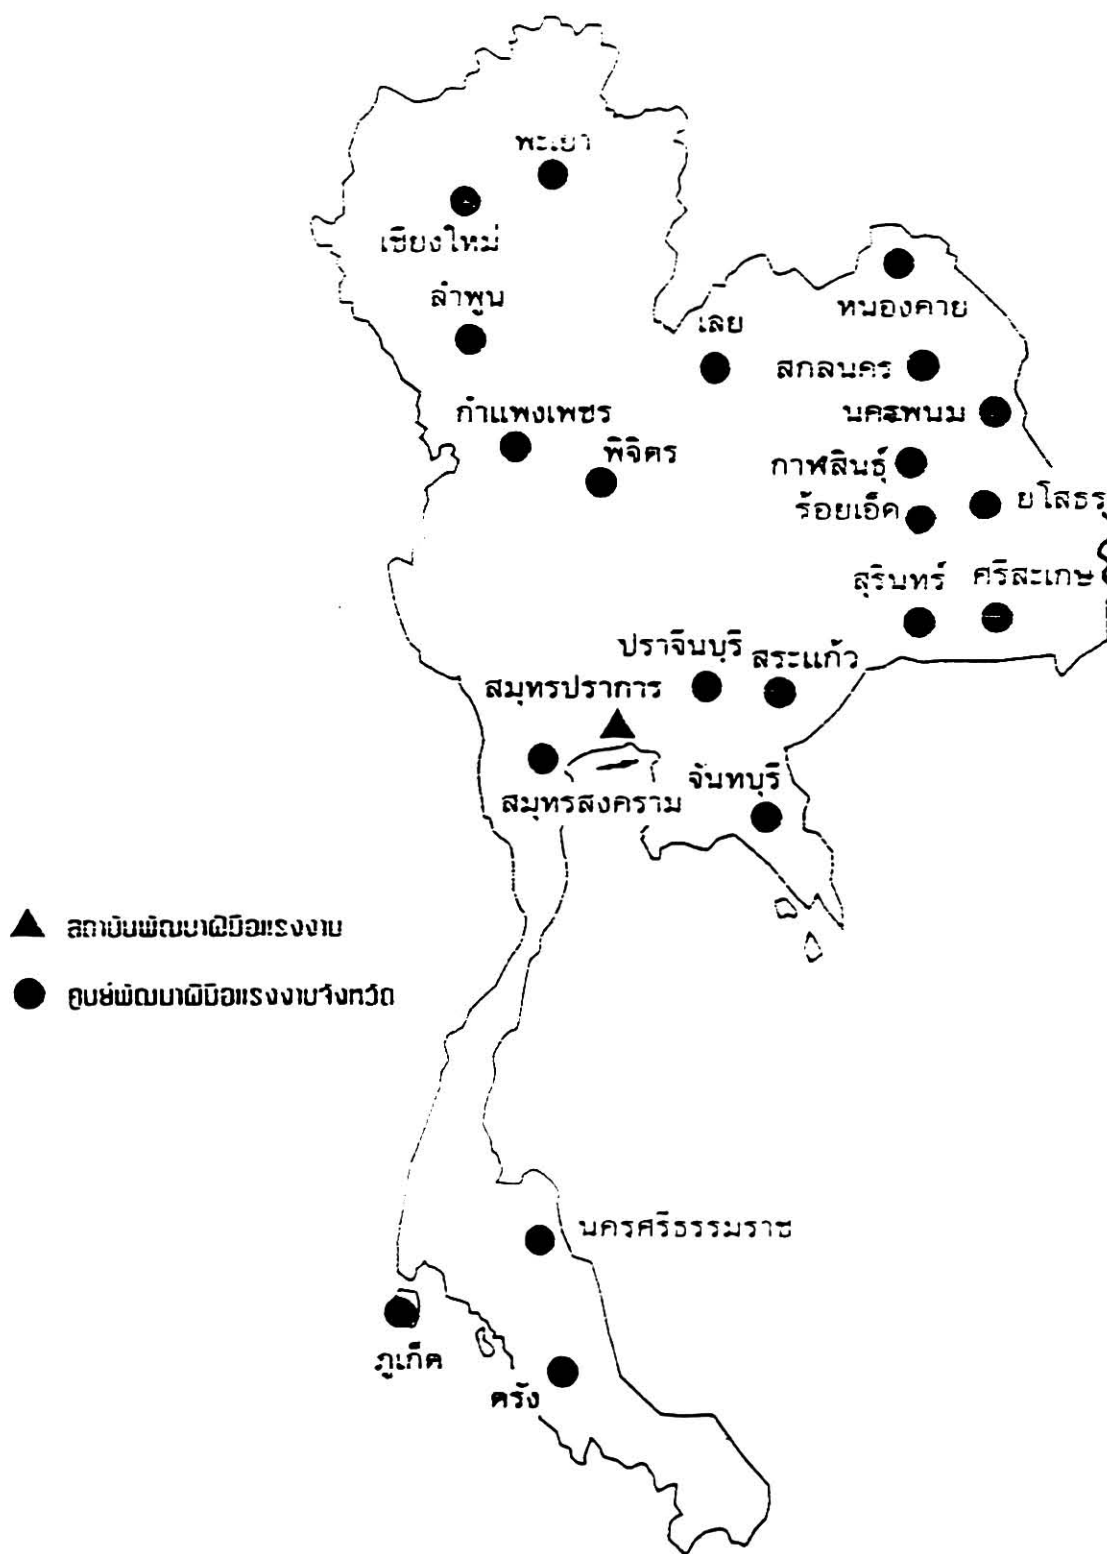 พะเยา
เชียงใหม่
ลำพูน
หนองคาย
เลย
สกลนคร
กำแพงเพชร
นครพนม
พิจิตร
กาฬสินธุ์
ร้อยเอ็ด
ยโสธร
สุรินทร์
ศรีสะเกษ
ปราจีนบุรี
สระแก้ว
สมุทรปราการ
จันทบุรี
สมุทรสงคราม
▲ สถาบันพัฒนาฝีมือแรงงาน
● ศูนย์พัฒนาฝีมือแรงงานจังหวัด
นครศรีธรรมราช
ภูเก็ต
ตรัง